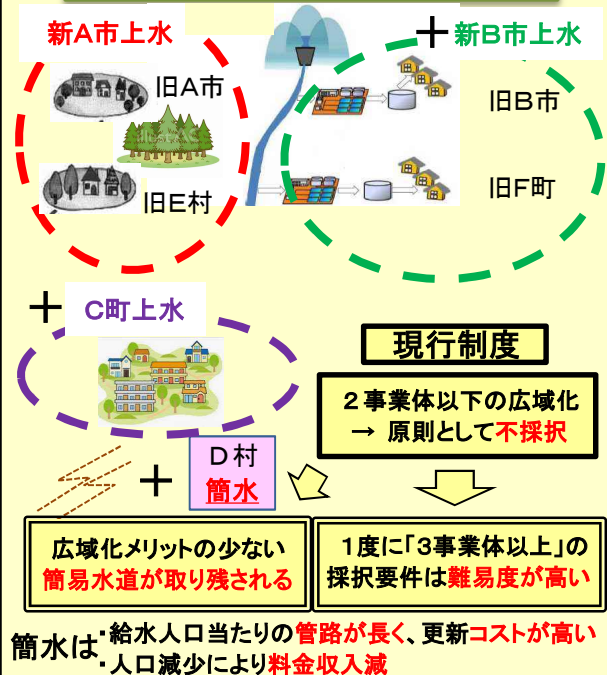 新A市上水
旧A市
旧E村
＋新B市上水
旧B市
旧F町
＋ C町上水
現行制度
２事業体以下の広域化
→ 原則として不採択
＋ D村
簡水
広域化メリットの少ない
簡易水道が取り残される
１度に「３事業体以上」の
採択要件は難易度が高い
簡水は
・給水人口当たりの管路が長く、更新コストが高い
・人口減少により料金収入減